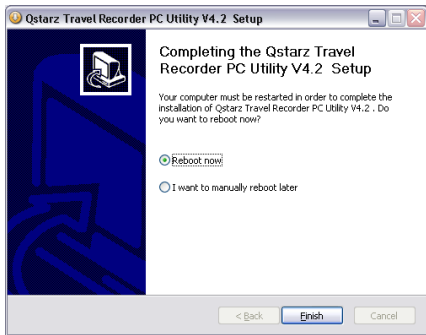 Qstarz Travel Recorder PC Utility V4.2 Setup
Completing the Qstarz Travel
Recorder PC Utility V4.2 Setup
Your computer must be restarted in order to complete the
installation of Qstarz Travel Recorder PC Utility V4.2 . Do
you want to reboot now?
Reboot now
I want to manually reboot later
< Back
Finish
Cancel